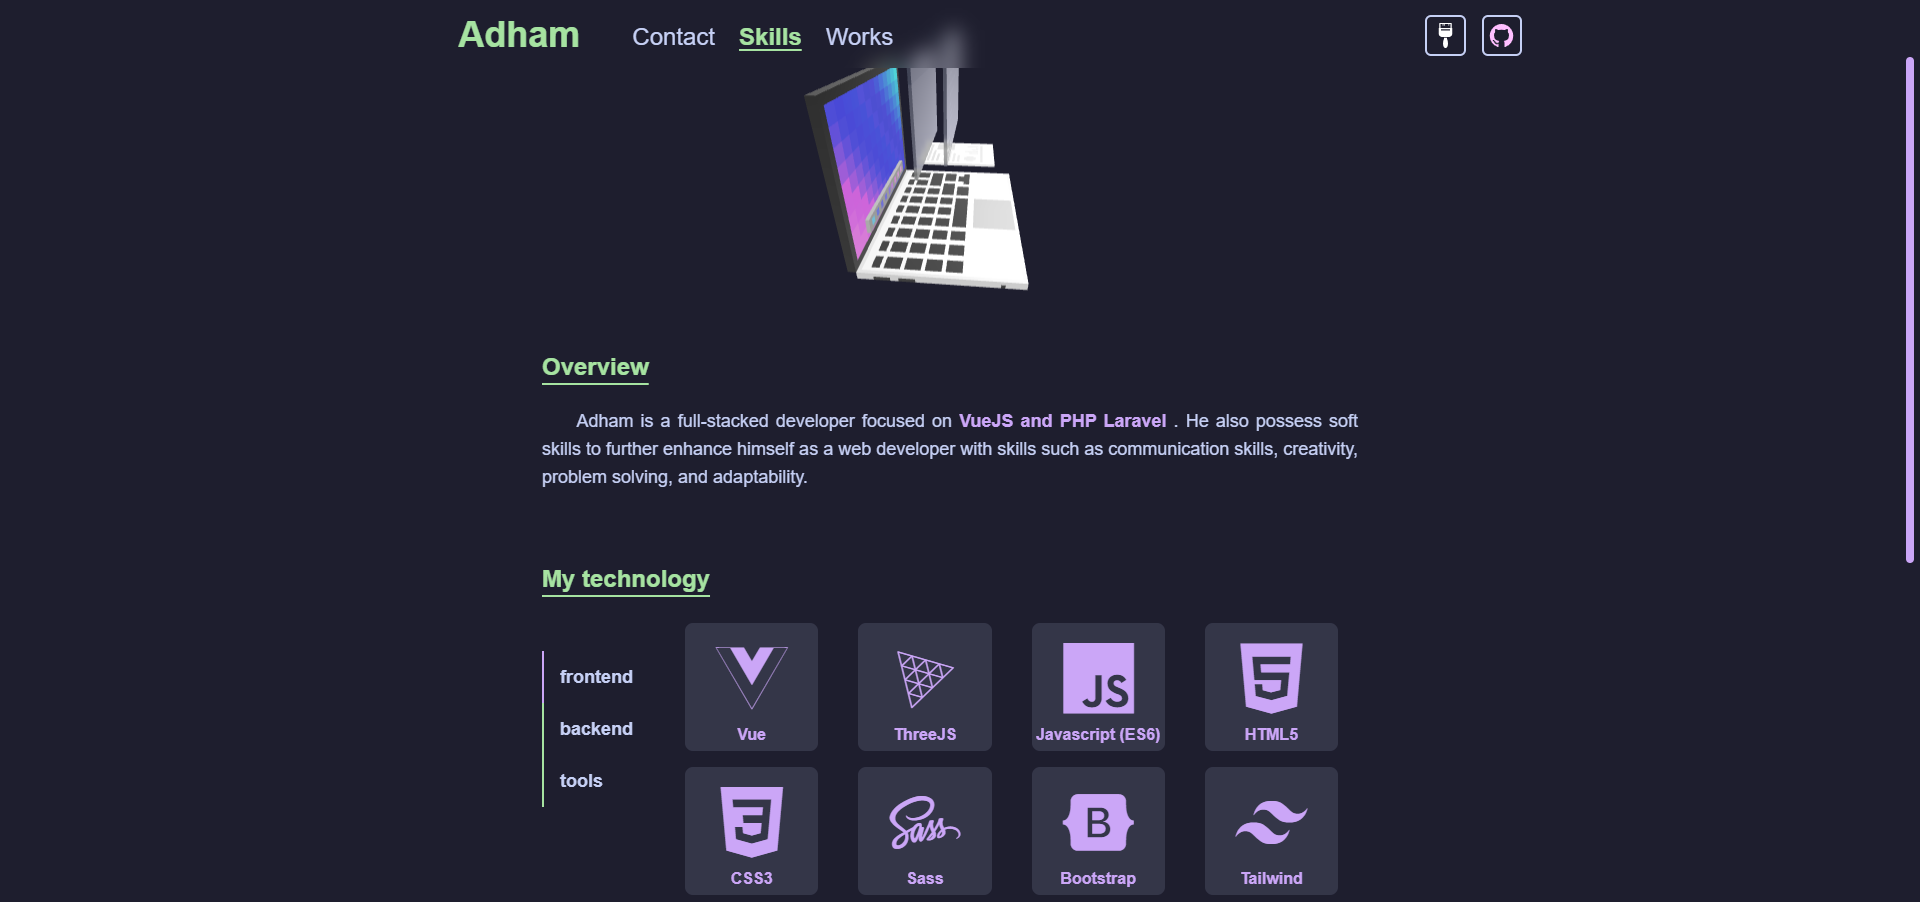 Adham Contact Skills Works
Overview
Adham is a full-stacked developer focused on VueJS and PHP Laravel . He also possess soft
skills to further enhance himself as a web developer with skills such as communication skills, creativity,
problem solving, and adaptability.
My technology
frontend
backend
tools
Vue
ThreeJS
JS
Javascript (ES6)
HTML5
CSS3
Sass
Sass
B
Bootstrap
Tailwind